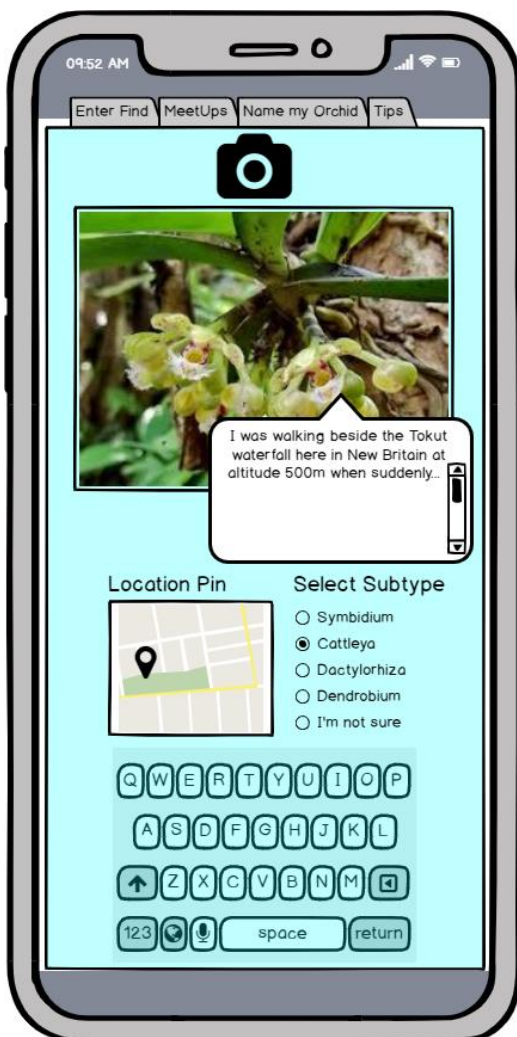 09:52 AM
Enter Find MeetUps Name my Orchid Tips
I was walking beside the Tokut
waterfall here in New Britain at
altitude 500m when suddenly...
Location Pin
Select Subtype
Symbidium
Cattleya
Dactylorhiza
Dendrobium
I'm not sure
Q W E R T Y U I O P
A S D F G H J K L
Z X C V B N M
123 space return